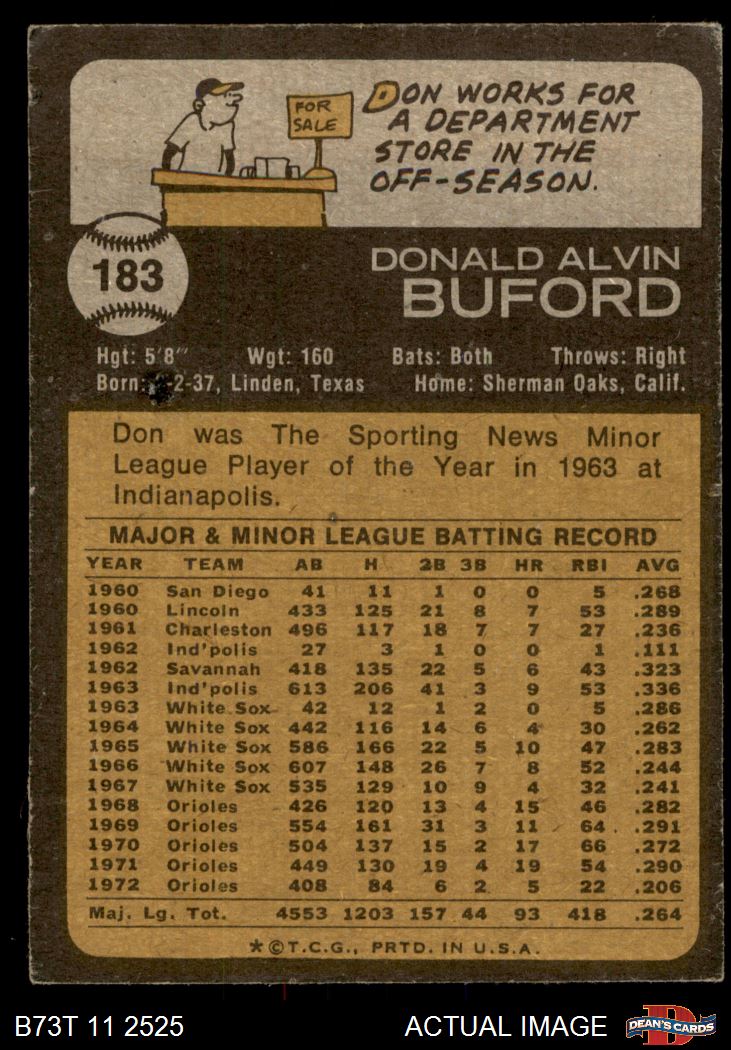 FOR
SALE
DON WORKS FOR
A DEPARTMENT
STORE IN THE
OFF-SEASON.
183
DONALD ALVIN
BUFORD
Hgt: 5'8" Wgt: 160 Bats: Both Throws: Right
Born: -2-37, Linden, Texas Home: Sherman Oaks, Calif.
Don was The Sporting News Minor
League Player of the Year in 1963 at
Indianapolis.
MAJOR & MINOR LEAGUE BATTING RECORD
YEAR TEAM AB H 2B 3B HR RBI AVG
1960 San Diego 41 11 1 0 0 5 .268
1960 Lincoln 433 125 21 8 7 53 .289
1961 Charleston 496 117 18 7 7 27 .236
1962 Ind'polis 27 3 1 0 0 1 .111
1962 Savannah 418 135 22 5 6 43 .323
1963 Ind'polis 613 206 41 3 9 53 .336
1963 White Sox 42 12 1 2 0 5 .286
1964 White Sox 442 116 14 6 4 30 .262
1965 White Sox 586 166 22 5 10 47 .283
1966 White Sox 607 148 26 7 8 52 .244
1967 White Sox 535 129 10 9 4 32 .241
1968 Orioles 426 120 13 4 15 46 .282
1969 Orioles 554 161 31 3 11 64 .291
1970 Orioles 504 137 15 2 17 66 .272
1971 Orioles 449 130 19 4 19 54 .290
1972 Orioles 408 84 6 2 5 22 .206
Maj. Lg. Tot. 4553 1203 157 44 93 418 .264
*©T.C.G., PRTD. IN U.S.A.
B73T 11 2525 ACTUAL IMAGE DEAN'S CARDS